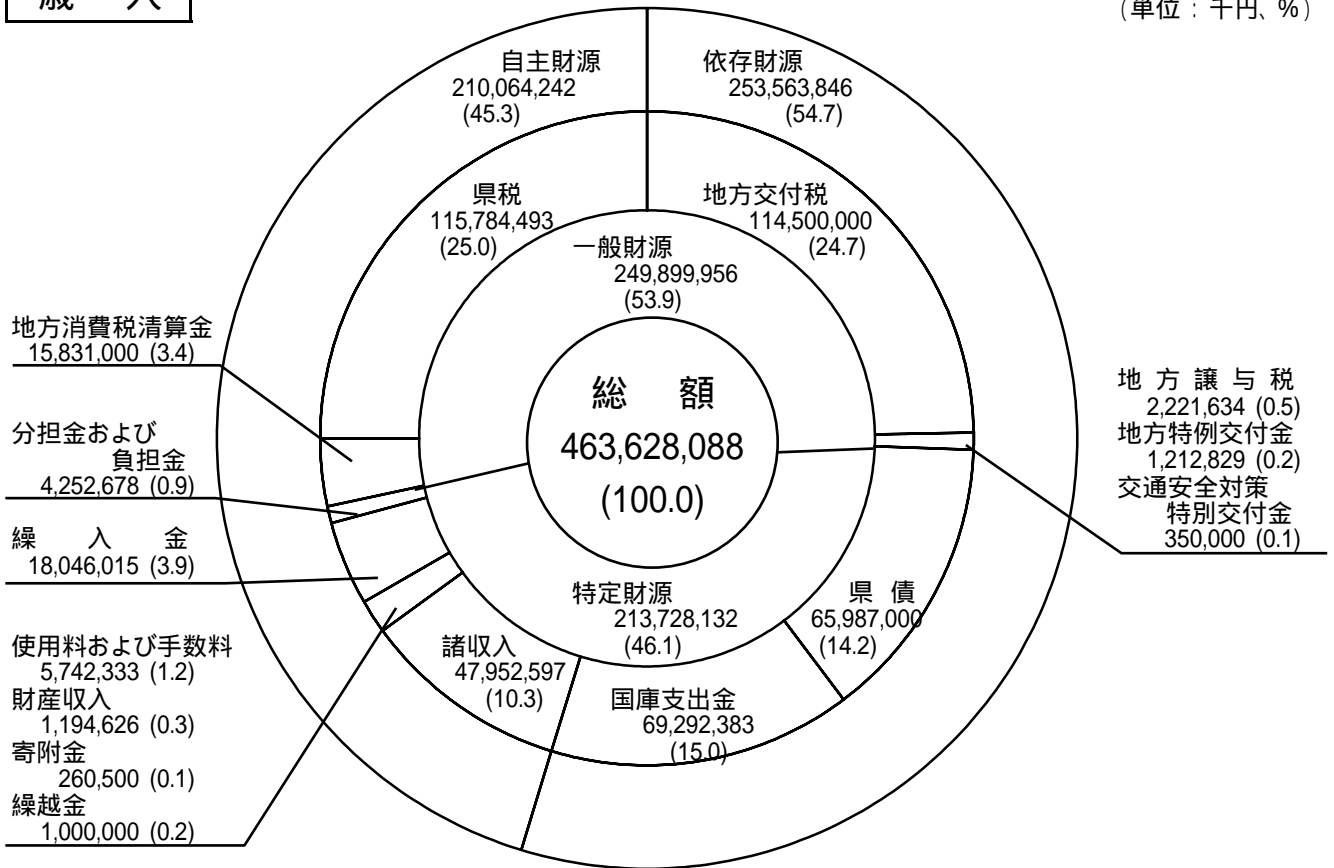 歳 入
(単位：千円、%)
自主財源
210,064,242
(45.3)
依存財源
253,563,846
(54.7)
県税
115,784,493
(25.0)
地方交付税
114,500,000
(24.7)
一般財源
249,899,956
(53.9)
総 額
463,628,088
(100.0)
特定財源
213,728,132
(46.1)
地方消費税清算金
15,831,000 (3.4)
分担金および
負担金
4,252,678 (0.9)
繰 入 金
18,046,015 (3.9)
使用料および手数料
5,742,333 (1.2)
財産収入
1,194,626 (0.3)
寄附金
260,500 (0.1)
繰越金
1,000,000 (0.2)
諸収入
47,952,597
(10.3)
国庫支出金
69,292,383
(15.0)
県 債
65,987,000
(14.2)
地 方 譲 与 税
2,221,634 (0.5)
地方特例交付金
1,212,829 (0.2)
交通安全対策
特別交付金
350,000 (0.1)